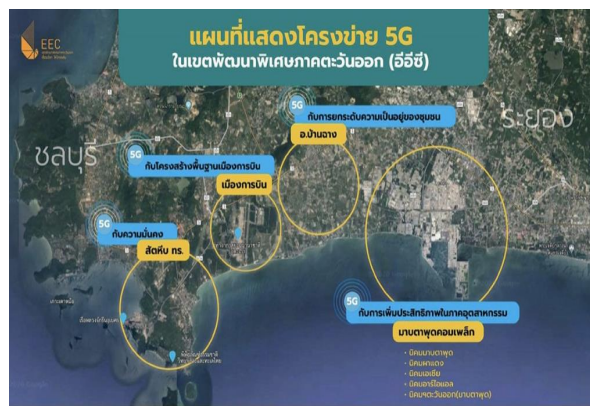 EEC
แผนที่แสดงโครงข่าย 5G
ในเขตพัฒนาพิเศษภาคตะวันออก (อีอีซี)
ชลบุรี
ระยอง
5G
กับการยกระดับความเป็นอยู่ของชุมชน
อ.บ้านฉาง
5G
กับโครงสร้างพื้นฐานเมืองการบิน
เมืองการบิน
5G
กับความมั่นคง
สัตหีบ ทร.
5G
กับการเพิ่มประสิทธิภาพในภาคอุตสาหกรรม
มาบตาพุดคอมเพล็ก
• นิคมมาบตาพุด
• นิคมผาแดง
• นิคมเอเชีย
• นิคมอาร์ไอแอล
• นิคมฯตะวันออก(มาบตาพุด)